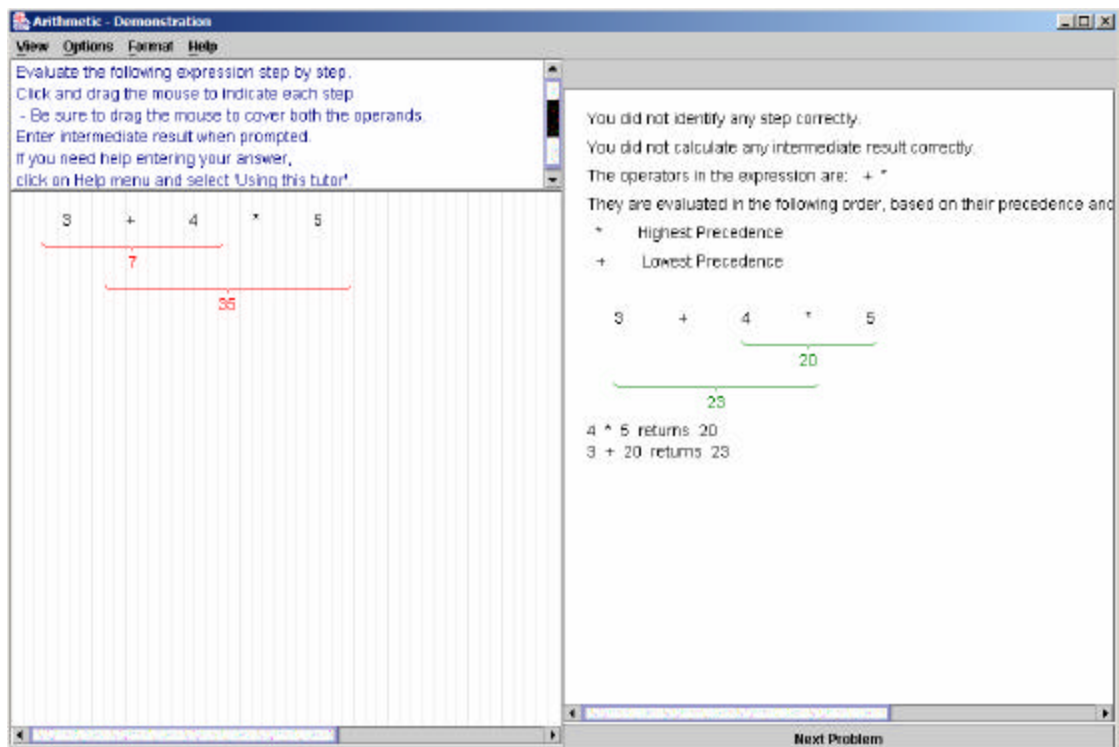 Arithmetic - Demonstration
View Options Format Help
Evaluate the following expression step by step.
Click and drag the mouse to indicate each step
- Be sure to drag the mouse to cover both the operands.
Enter intermediate result when prompted.
If you need help entering your answer,
click on Help menu and select 'Using this tutor'.
3 + 4 * 5
7
35
You did not identify any step correctly.
You did not calculate any intermediate result correctly.
The operators in the expression are: + *
They are evaluated in the following order, based on their precedence and
* Highest Precedence
+ Lowest Precedence
3 + 4 * 5
20
23
4 * 5 returns 20
3 + 20 returns 23
Next Problem